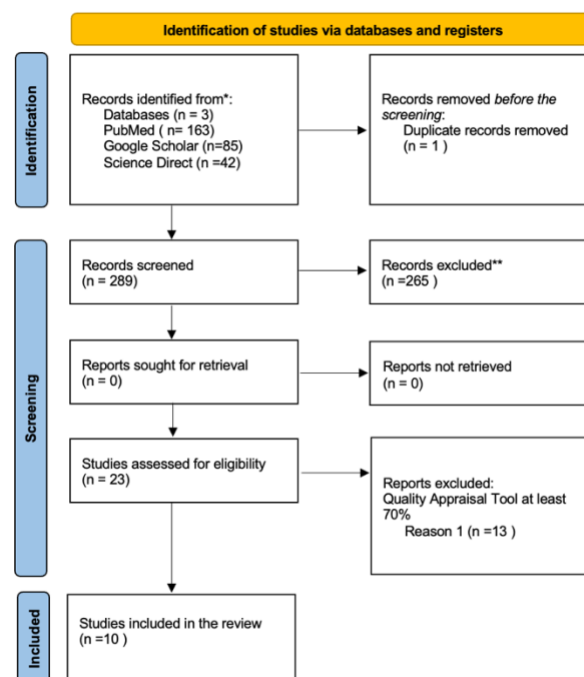 Identification of studies via databases and registers
Identification
Records identified from*:
Databases (n = 3)
PubMed ( n= 163)
Google Scholar (n=85)
Science Direct (n =42)
Records removed before the
screening:
Duplicate records removed
(n = 1 )
Screening
Records screened
(n = 289)
Records excluded**
(n =265 )
Reports sought for retrieval
(n = 0)
Reports not retrieved
(n = 0)
Studies assessed for eligibility
(n = 23)
Reports excluded:
Quality Appraisal Tool at least
70%
Reason 1 (n =13 )
Included
Studies included in the review
(n =10 )